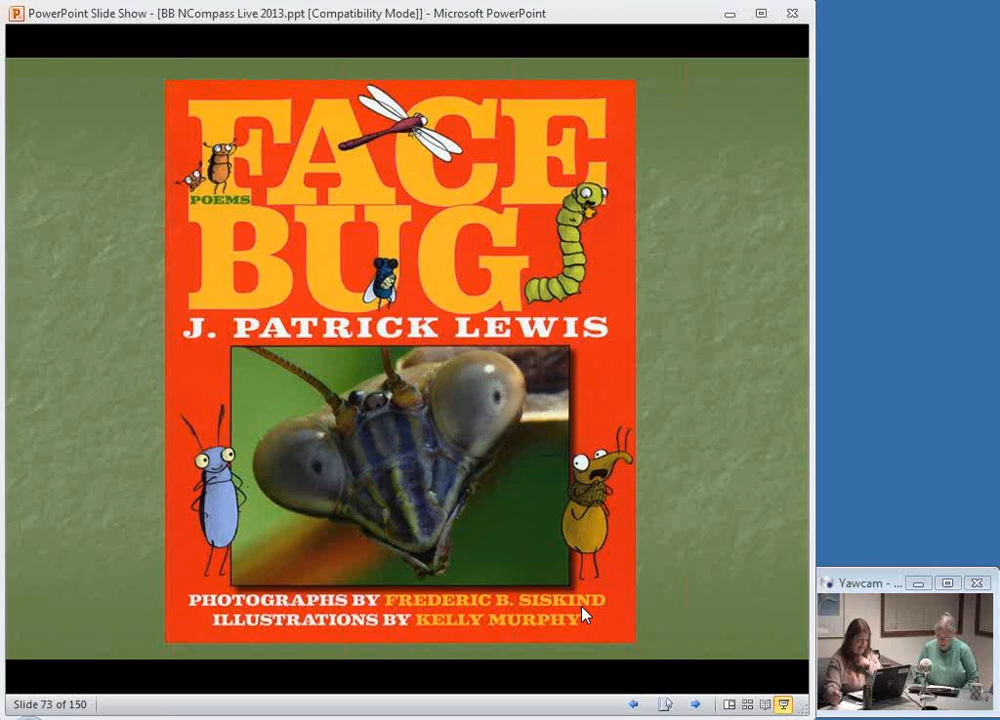 PowerPoint Slide Show - [BB NCompass Live 2013.ppt [Compatibility Mode]] - Microsoft PowerPoint
FACE
POEMS
BUG
J. PATRICK LEWIS
PHOTOGRAPHS BY FREDERIC B. SISKIND
ILLUSTRATIONS BY KELLY MURPHY
Yawcam - ...
Slide 73 of 150